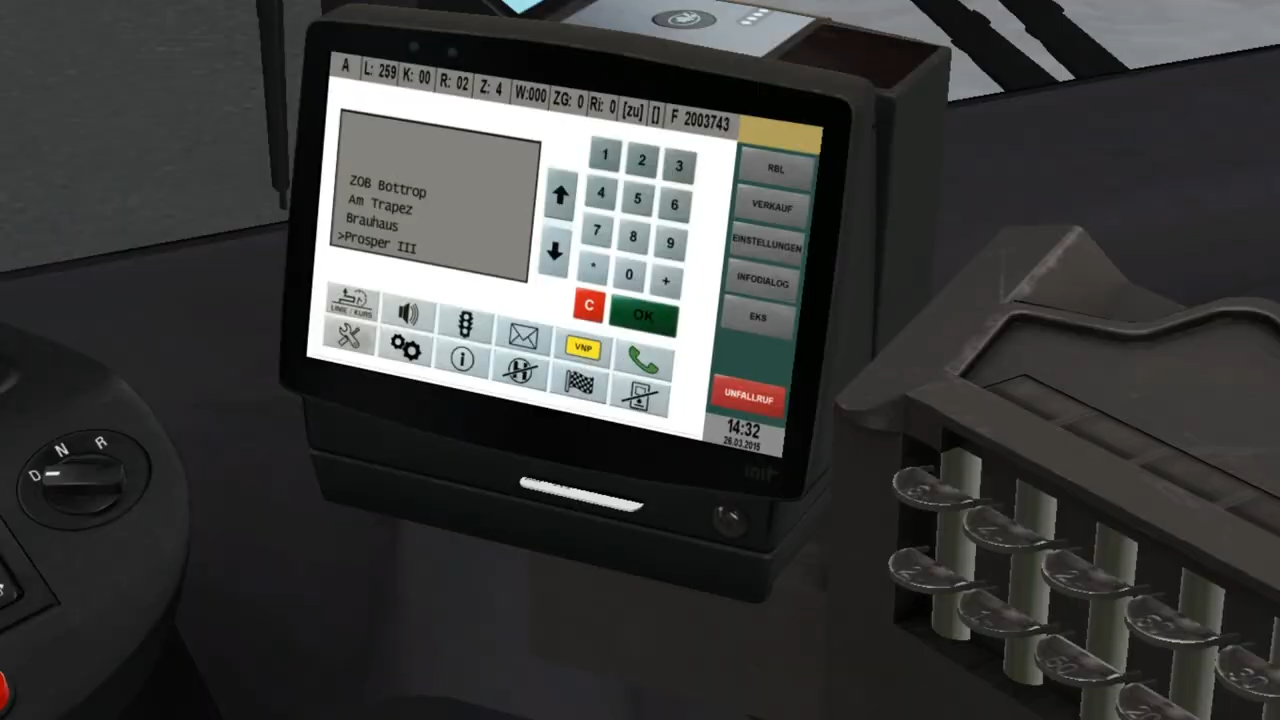 A L: 259 K: 00 R: 02 Z: 4 W:000 ZG: 0 Ri: 0 [zu] [] F 2003743
ZOB Bottrop
Am Trapez
Brauhaus
>Prosper III
1 2 3
4 5 6
7 8 9
* 0 +
C OK
RBL
VERKAUF
EINSTELLUNGEN
INFODIALOG
EKS
UNFALLRUF
14:32
26.03.2015
LINIE / KURS
VNP
i
H
init
D N R